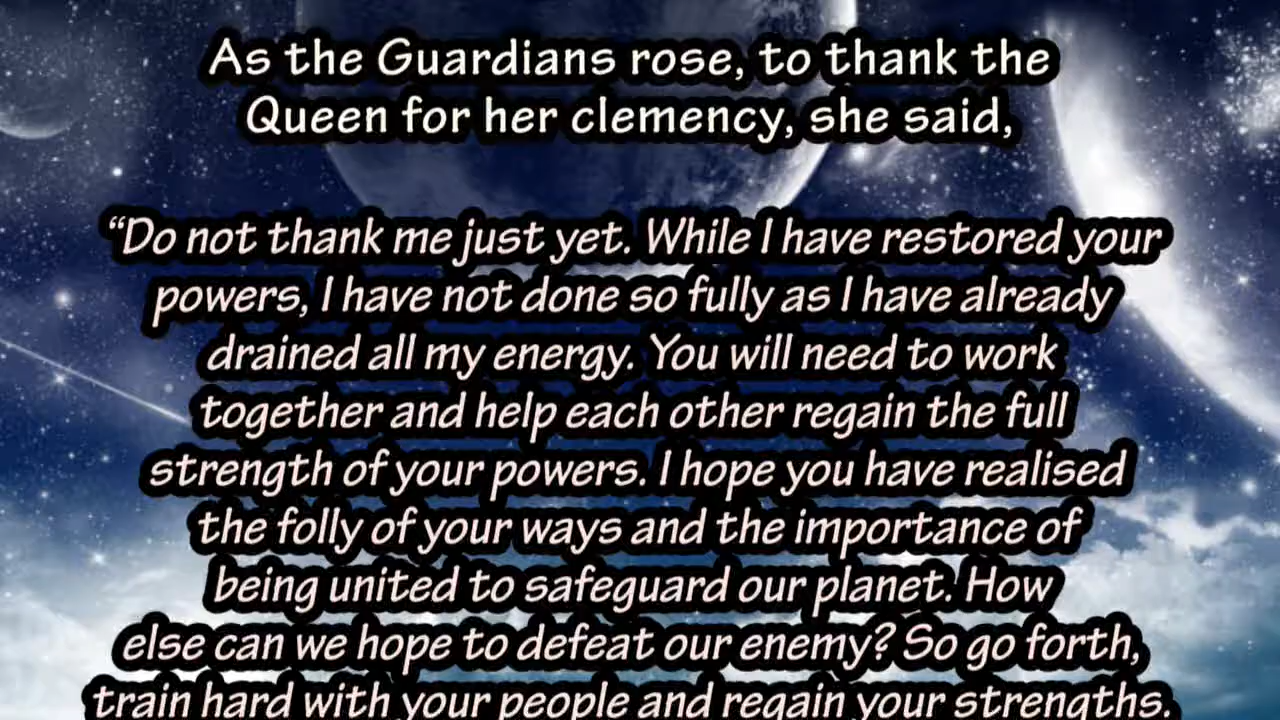 As the Guardians rose, to thank the
Queen for her clemency, she said,
“Do not thank me just yet. While I have restored your
powers, I have not done so fully as I have already
drained all my energy. You will need to work
together and help each other regain the full
strength of your powers. I hope you have realised
the folly of your ways and the importance of
being united to safeguard our planet. How
else can we hope to defeat our enemy? So go forth,
train hard with your people and regain your strengths.